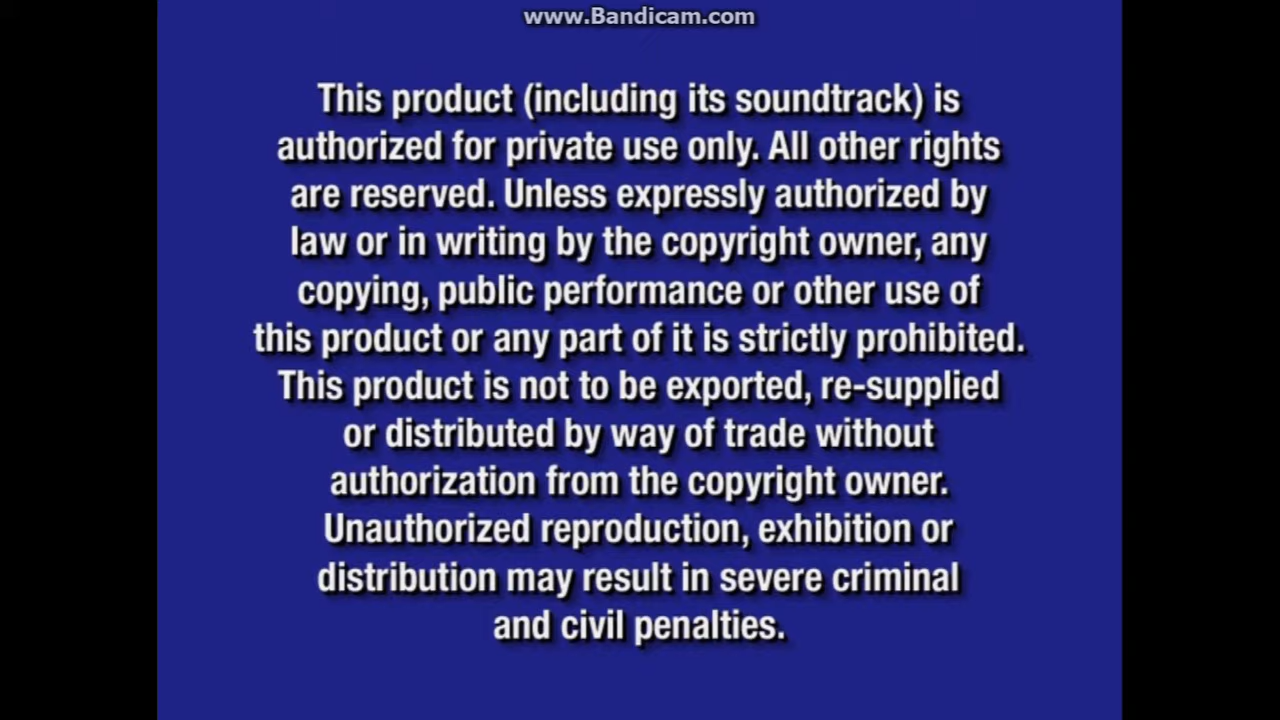 www.Bandicam.com
This product (including its soundtrack) is
authorized for private use only. All other rights
are reserved. Unless expressly authorized by
law or in writing by the copyright owner, any
copying, public performance or other use of
this product or any part of it is strictly prohibited.
This product is not to be exported, re-supplied
or distributed by way of trade without
authorization from the copyright owner.
Unauthorized reproduction, exhibition or
distribution may result in severe criminal
and civil penalties.